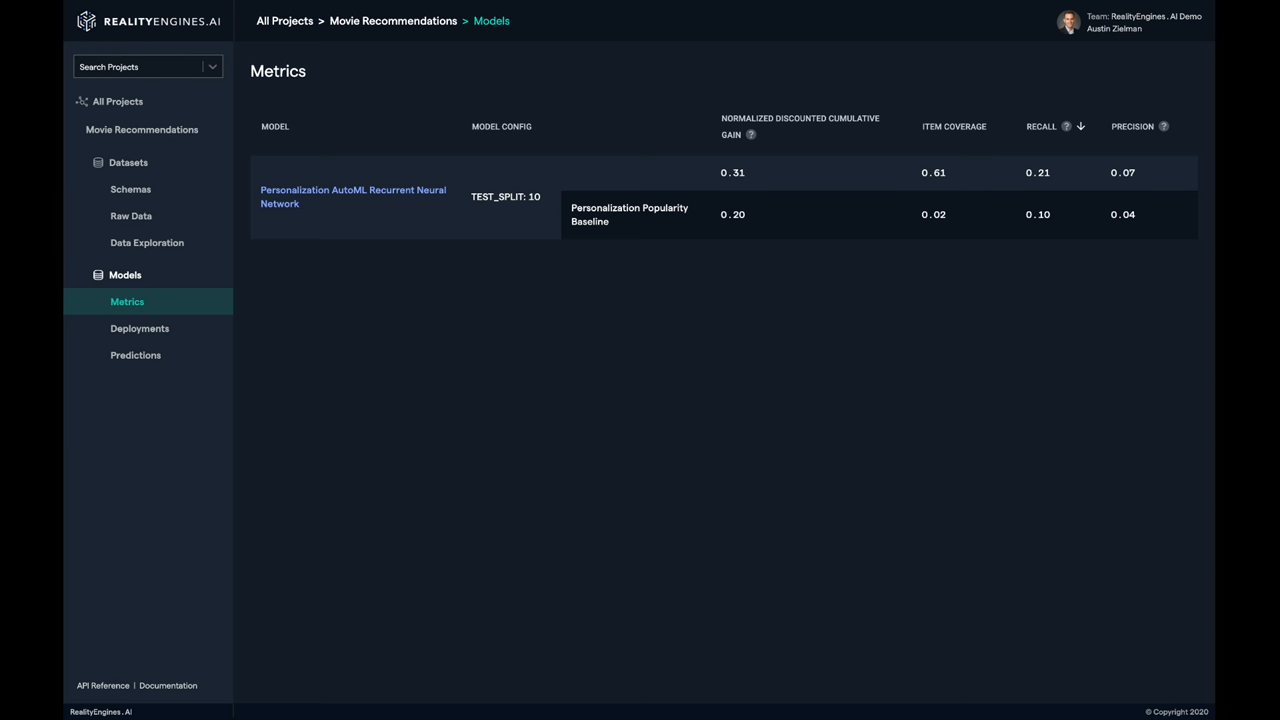 REALITYENGINES.AI
All Projects > Movie Recommendations > Models
Team: RealityEngines.AI Demo
Austin Zielman
Search Projects
All Projects
Movie Recommendations
Datasets
Schemas
Raw Data
Data Exploration
Models
Metrics
Deployments
Predictions
API Reference | Documentation
RealityEngines.AI
Metrics
MODEL
MODEL CONFIG
NORMALIZED DISCOUNTED CUMULATIVE
GAIN ?
ITEM COVERAGE
RECALL ? ↓
PRECISION ?
Personalization AutoML Recurrent Neural
Network
TEST_SPLIT: 10
0.31 0.61 0.21 0.07
Personalization Popularity
Baseline
0.20 0.02 0.10 0.04
© Copyright 2020